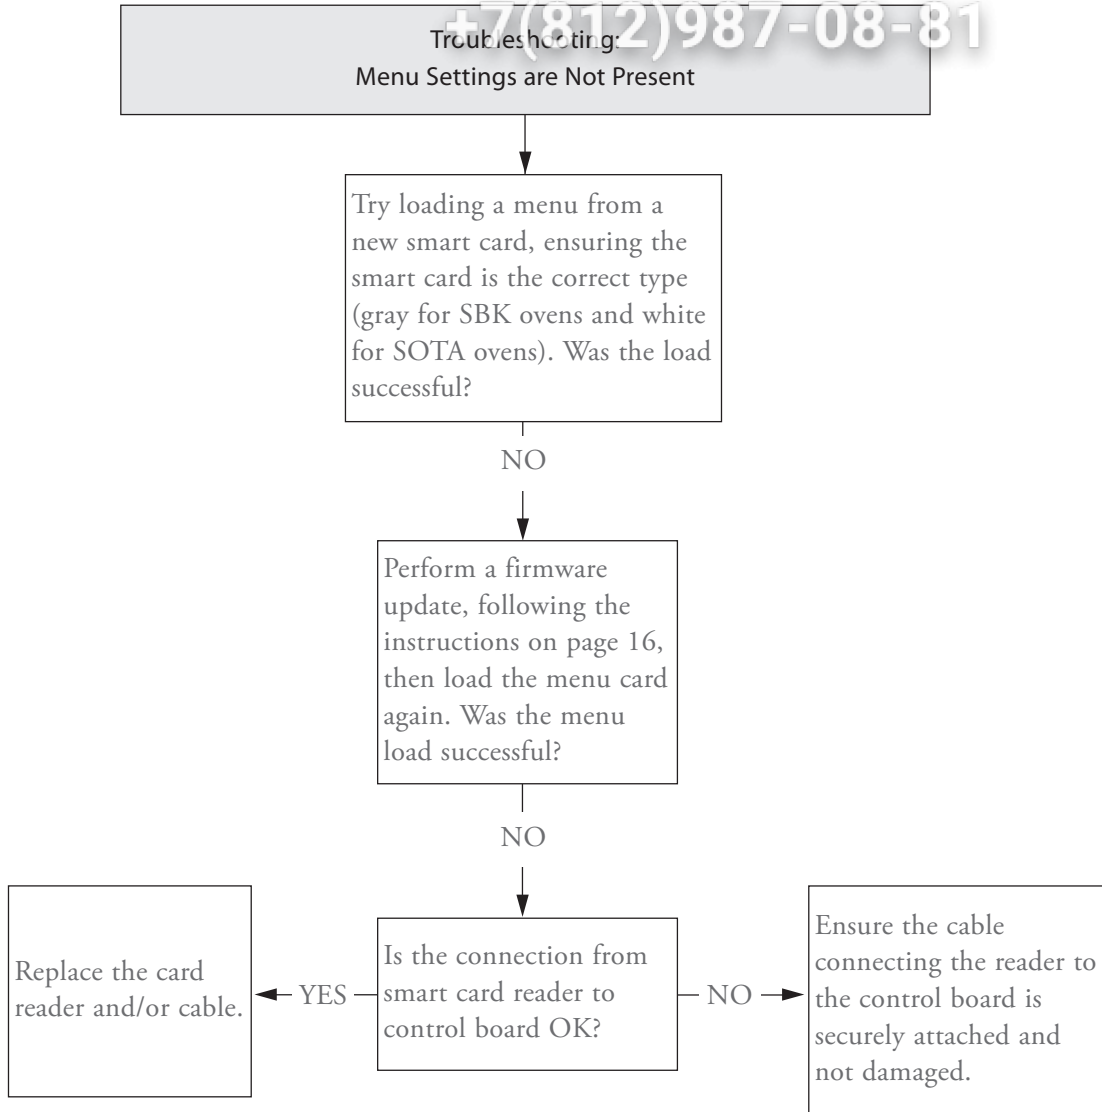 +7(812)987-08-81
Troubleshooting:
Menu Settings are Not Present
Try loading a menu from a
new smart card, ensuring the
smart card is the correct type
(gray for SBK ovens and white
for SOTA ovens). Was the load
successful?
NO
Perform a firmware
update, following the
instructions on page 16,
then load the menu card
again. Was the menu
load successful?
NO
Replace the card
reader and/or cable.
YES
Is the connection from
smart card reader to
control board OK?
NO
Ensure the cable
connecting the reader to
the control board is
securely attached and
not damaged.